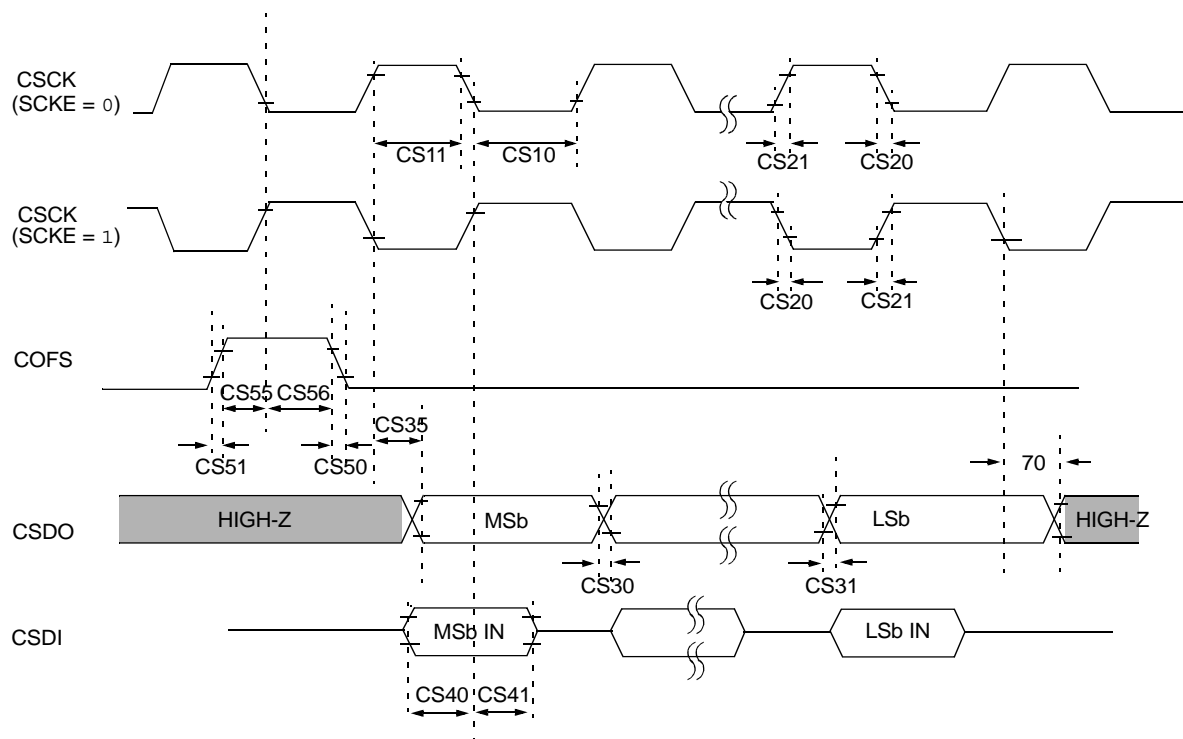 CSCK
(SCKE = 0)
CS11
CS10
CS21
CS20
CSCK
(SCKE = 1)
CS20
CS21
COFS
CS55
CS56
CS35
CS51
CS50
70
HIGH-Z
MSb
LSb
HIGH-Z
CSDO
CS30
CS31
CSDI
MSb IN
LSb IN
CS40
CS41